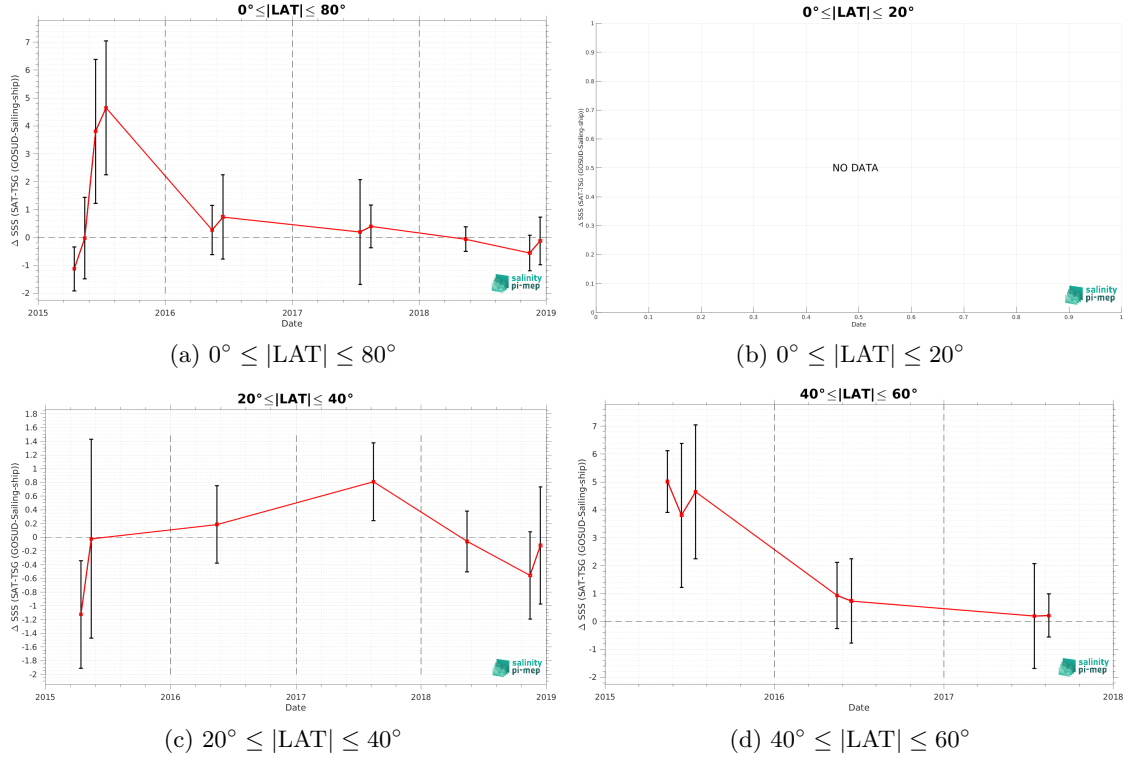 0°≤|LAT|≤ 80°
Δ SSS (SAT-TSG (GOSUD-Sailing-ship))
7
6
5
4
3
2
1
0
-1
-2
2015 2016 2017 2018 2019
Date
salinity
pi-mep
(a) 0° ≤ |LAT| ≤ 80°
0°≤|LAT|≤ 20°
Δ SSS (SAT-TSG (GOSUD-Sailing-ship))
1
0.9
0.8
0.7
0.6
0.5
0.4
0.3
0.2
0.1
0
NO DATA
0 0.1 0.2 0.3 0.4 0.5 0.6 0.7 0.8 0.9 1
Date
salinity
pi-mep
(b) 0° ≤ |LAT| ≤ 20°
20°≤|LAT|≤ 40°
Δ SSS (SAT-TSG (GOSUD-Sailing-ship))
1.8
1.6
1.4
1.2
1
0.8
0.6
0.4
0.2
0
-0.2
-0.4
-0.6
-0.8
-1
-1.2
-1.4
-1.6
-1.8
-2
2015 2016 2017 2018 2019
Date
salinity
pi-mep
(c) 20° ≤ |LAT| ≤ 40°
40°≤|LAT|≤ 60°
Δ SSS (SAT-TSG (GOSUD-Sailing-ship))
7
6
5
4
3
2
1
0
-1
-2
2015 2016 2017 2018
Date
salinity
pi-mep
(d) 40° ≤ |LAT| ≤ 60°